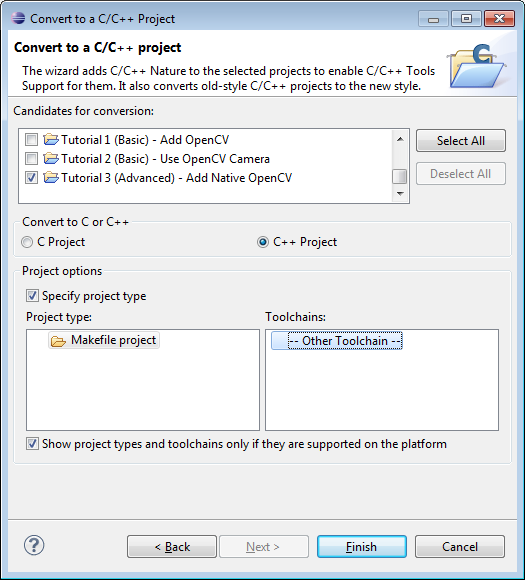 Convert to a C/C++ Project
Convert to a C/C++ project
The wizard adds C/C++ Nature to the selected projects to enable C/C++ Tools
Support for them. It also converts old-style C/C++ projects to the new style.
Candidates for conversion:
Tutorial 1 (Basic) - Add OpenCV
Tutorial 2 (Basic) - Use OpenCV Camera
Tutorial 3 (Advanced) - Add Native OpenCV
Select All
Deselect All
Convert to C or C++
C Project
C++ Project
Project options
Specify project type
Project type:
Toolchains:
Makefile project
-- Other Toolchain --
Show project types and toolchains only if they are supported on the platform
?
< Back
Next >
Finish
Cancel